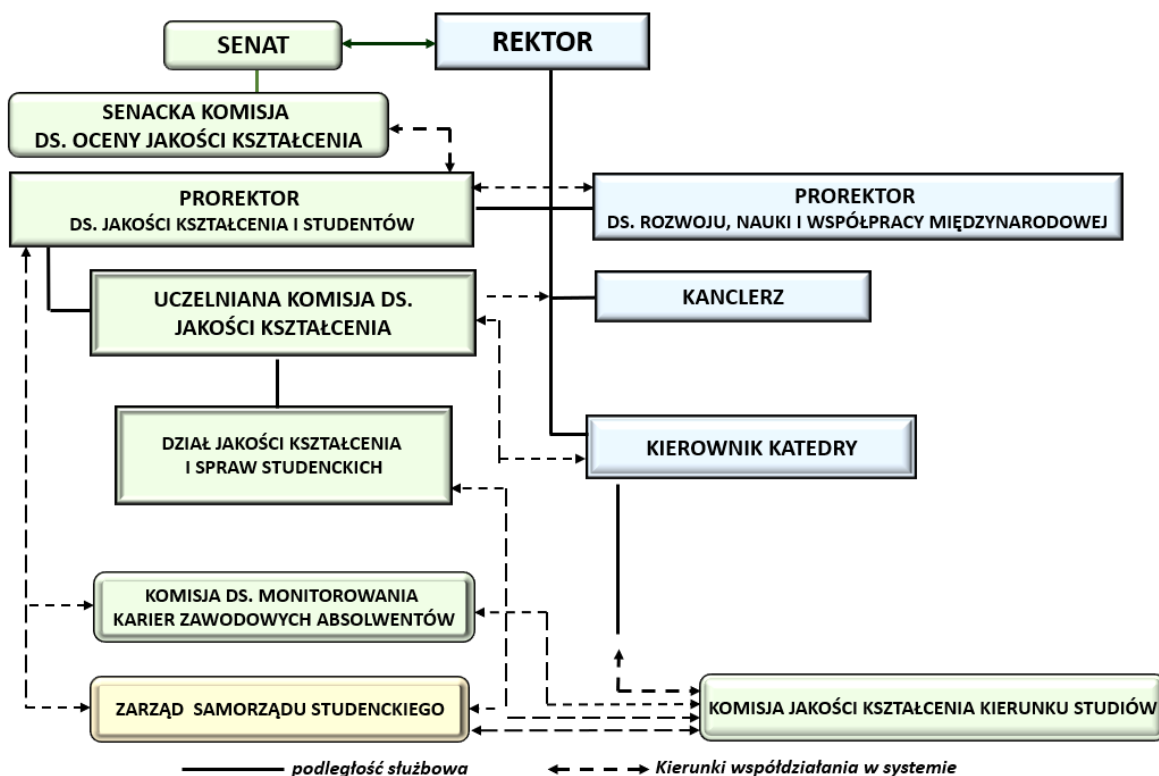 SENAT
REKTOR
SENACKA KOMISJA
DS. OCENY JAKOŚCI KSZTAŁCENIA
PROREKTOR
DS. JAKOŚCI KSZTAŁCENIA I STUDENTÓW
PROREKTOR
DS. ROZWOJU, NAUKI I WSPÓŁPRACY MIĘDZYNARODOWEJ
UCZELNIANA KOMISJA DS.
JAKOŚCI KSZTAŁCENIA
KANCLERZ
DZIAŁ JAKOŚCI KSZTAŁCENIA
I SPRAW STUDENCKICH
KIEROWNIK KATEDRY
KOMISJA DS. MONITOROWANIA
KARIER ZAWODOWYCH ABSOLWENTÓW
ZARZĄD SAMORZĄDU STUDENCKIEGO
KOMISJA JAKOŚCI KSZTAŁCENIA KIERUNKU STUDIÓW
podległość służbowa
Kierunki współdziałania w systemie